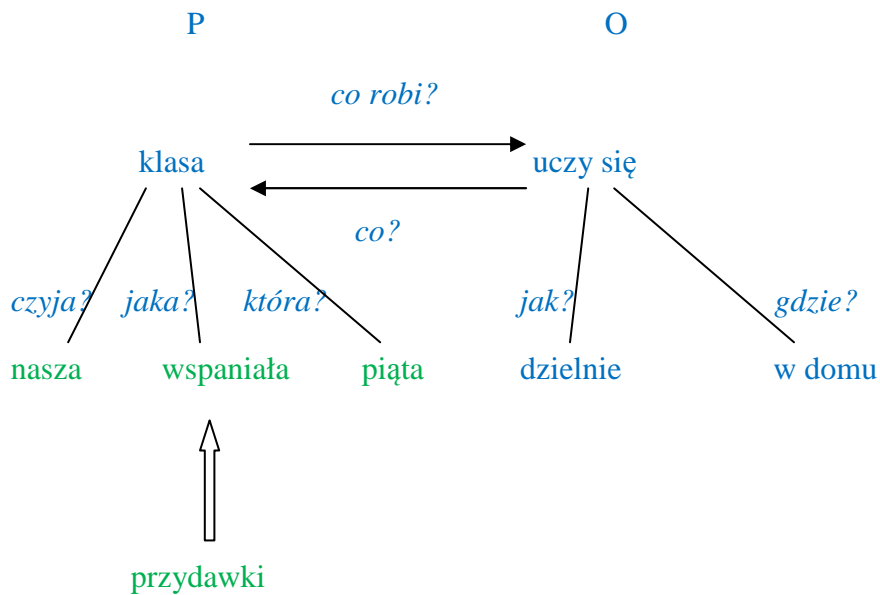 P O
co robi?
klasa uczy się
co?
czyja? jaka? która? jak? gdzie?
nasza wspaniała piąta dzielnie w domu
przydawki